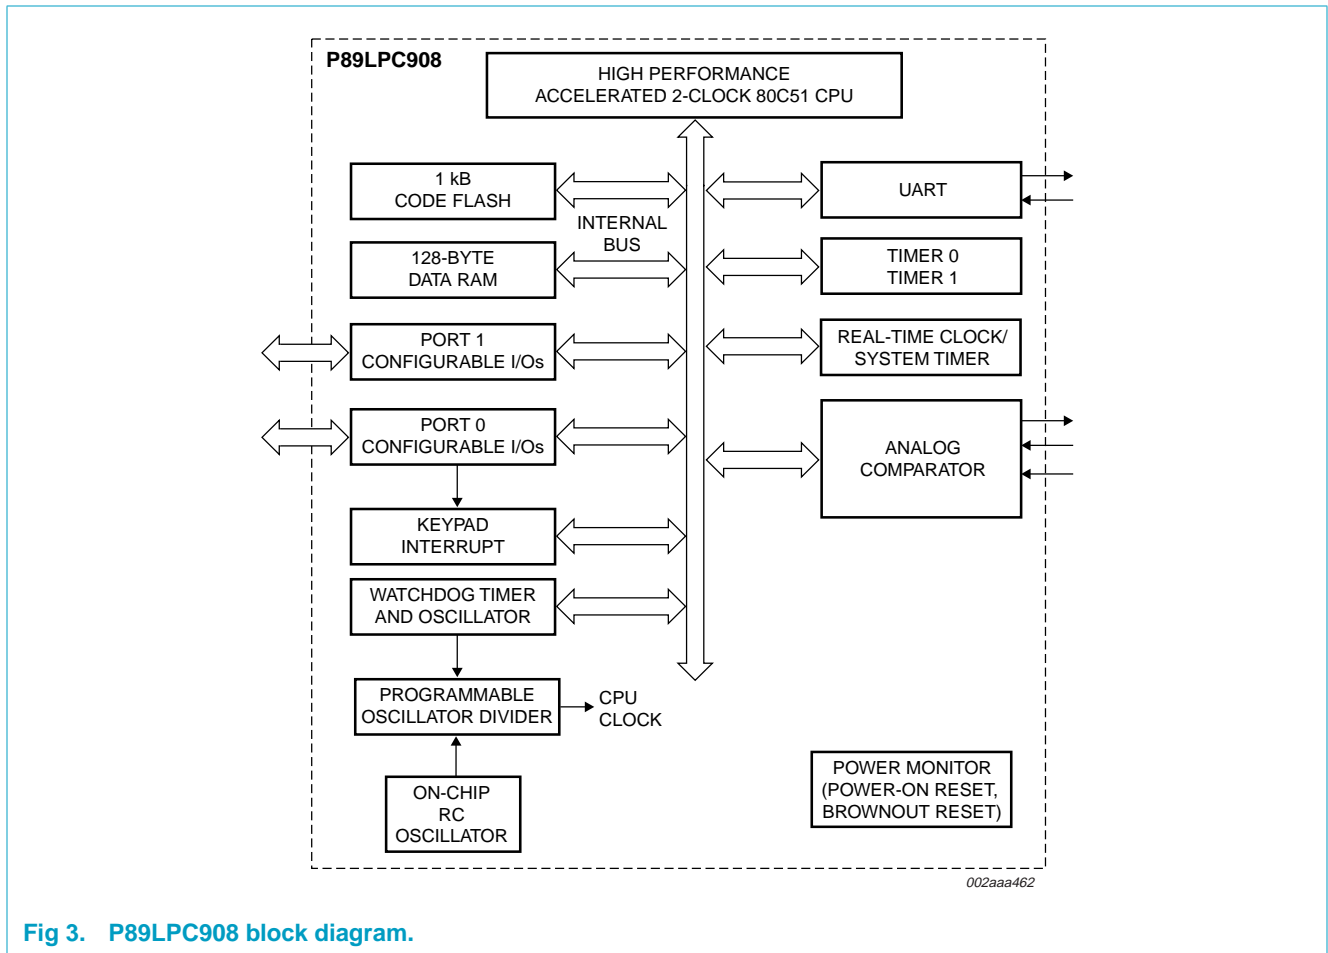 P89LPC908
HIGH PERFORMANCE
ACCELERATED 2-CLOCK 80C51 CPU
1 kB
CODE FLASH
UART
INTERNAL
BUS
128-BYTE
DATA RAM
TIMER 0
TIMER 1
PORT 1
CONFIGURABLE I/Os
REAL-TIME CLOCK/
SYSTEM TIMER
PORT 0
CONFIGURABLE I/Os
ANALOG
COMPARATOR
KEYPAD
INTERRUPT
WATCHDOG TIMER
AND OSCILLATOR
PROGRAMMABLE
OSCILLATOR DIVIDER
CPU
CLOCK
ON-CHIP
RC
OSCILLATOR
POWER MONITOR
(POWER-ON RESET,
BROWNOUT RESET)
002aaa462
Fig 3. P89LPC908 block diagram.